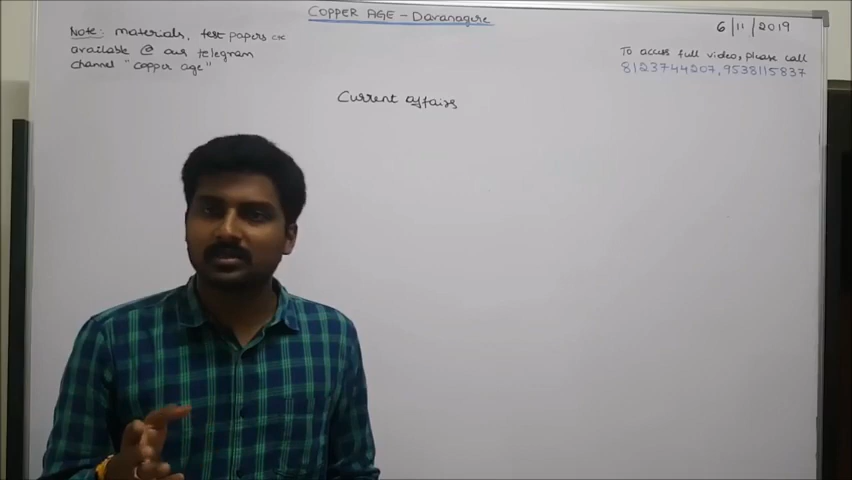 COPPER AGE - Davanagere
6/11/2019
Note: materials, test papers etc
available @ our telegram
channel "copper age"
To access full video, please call
8123744207, 9538115837
Current affairs